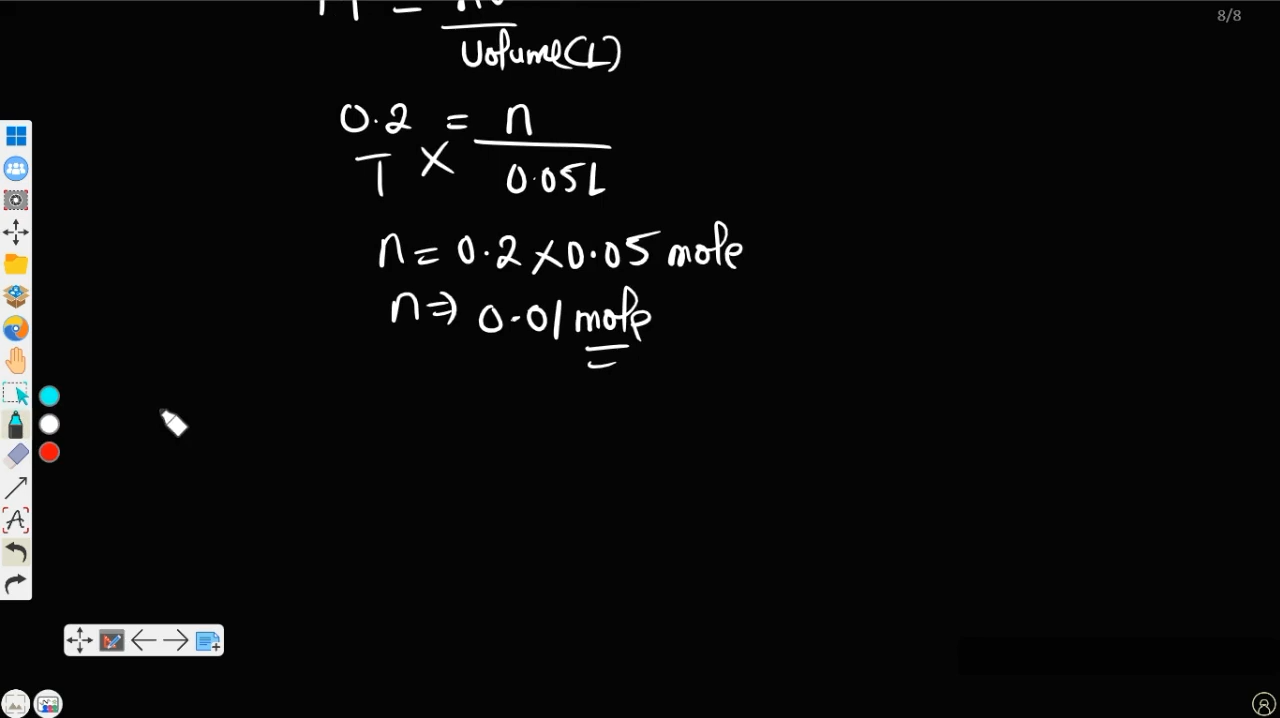 8/8
M =
Volume(L)
0.2 = n
1 × 0.05L
n = 0.2 × 0.05 mole
n ⇒ 0.01 mole